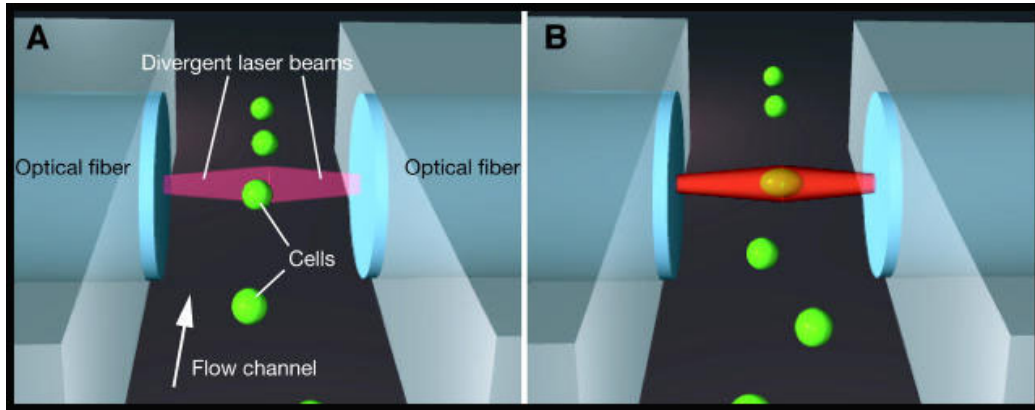 A
Divergent laser beams
Optical fiber
Optical fiber
Cells
Flow channel
B